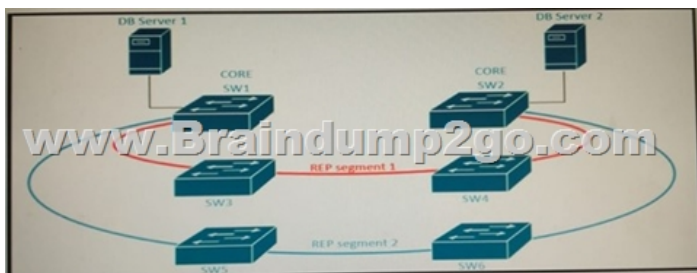 DB Server 1
DB Server 2
CORE
SW1
CORE
SW2
www.Braindump2go.com
REP segment 1
SW3
SW4
REP segment 2
SW5
SW6